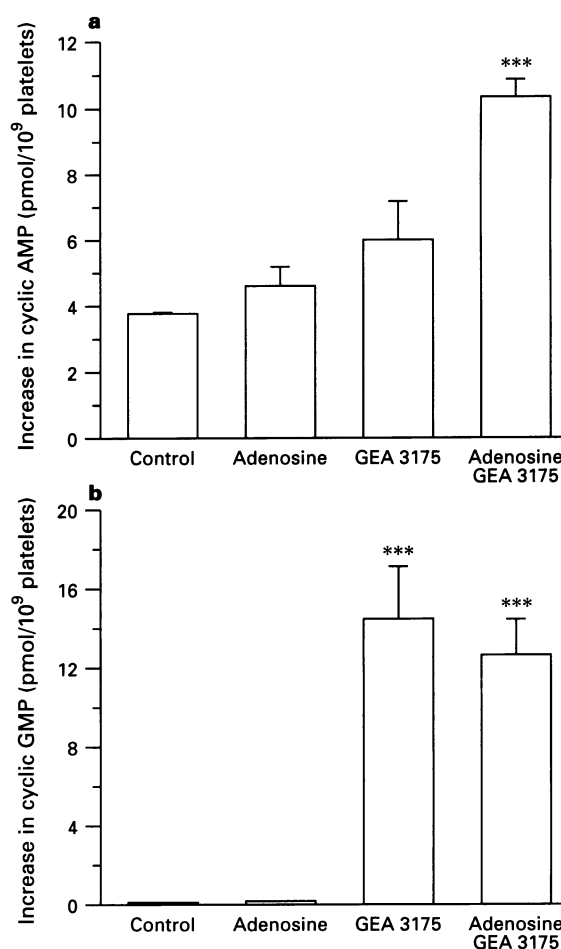 a
Increase in cyclic AMP (pmol/10⁹ platelets)
12
10
8
6
4
2
0
***
Control
Adenosine
GEA 3175
Adenosine
GEA 3175
b
Increase in cyclic GMP (pmol/10⁹ platelets)
20
16
12
8
4
0
***
***
Control
Adenosine
GEA 3175
Adenosine
GEA 3175